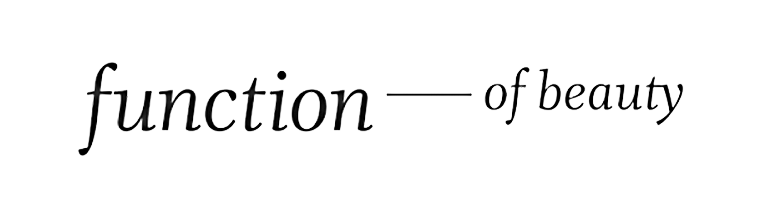 function — of beauty